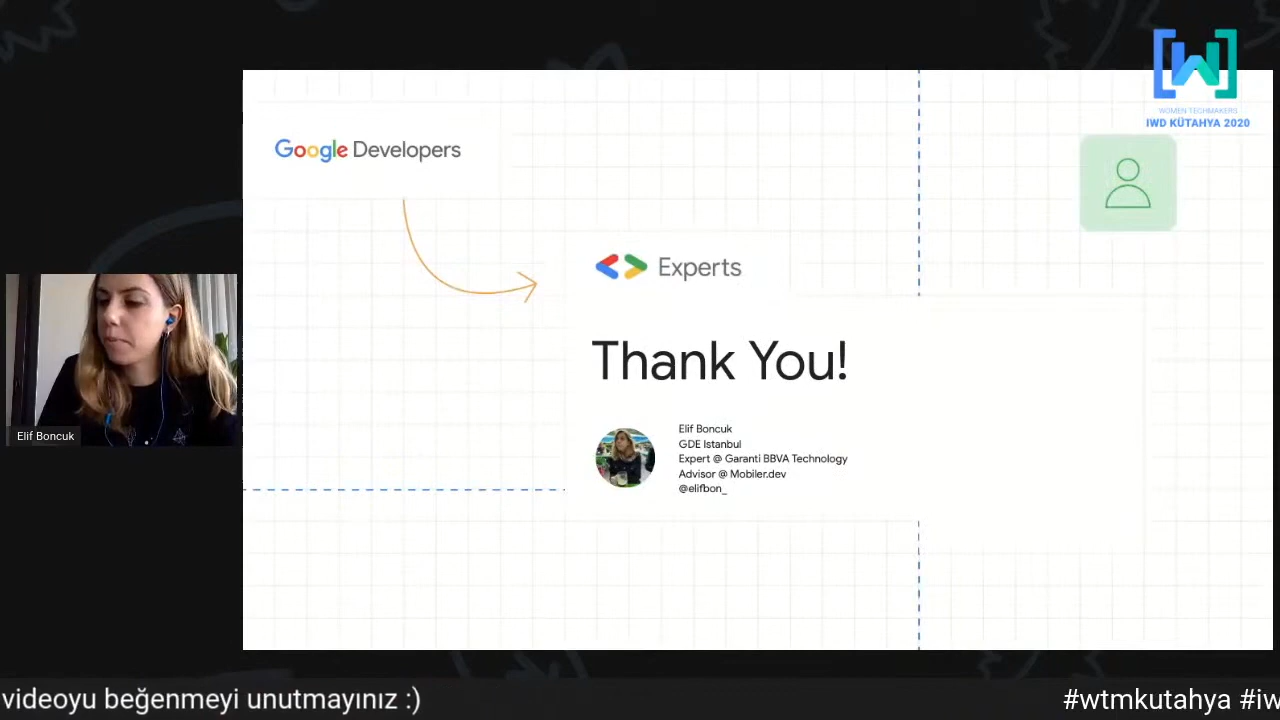 WOMEN TECHMAKERS
IWD KÜTAHYA 2020
Google Developers
Experts
Thank You!
Elif Boncuk
GDE Istanbul
Expert @ Garanti BBVA Technology
Advisor @ Mobiler.dev
@elifbon_
Elif Boncuk
videoyu beğenmeyi unutmayınız :)
#wtmkutahya #iw